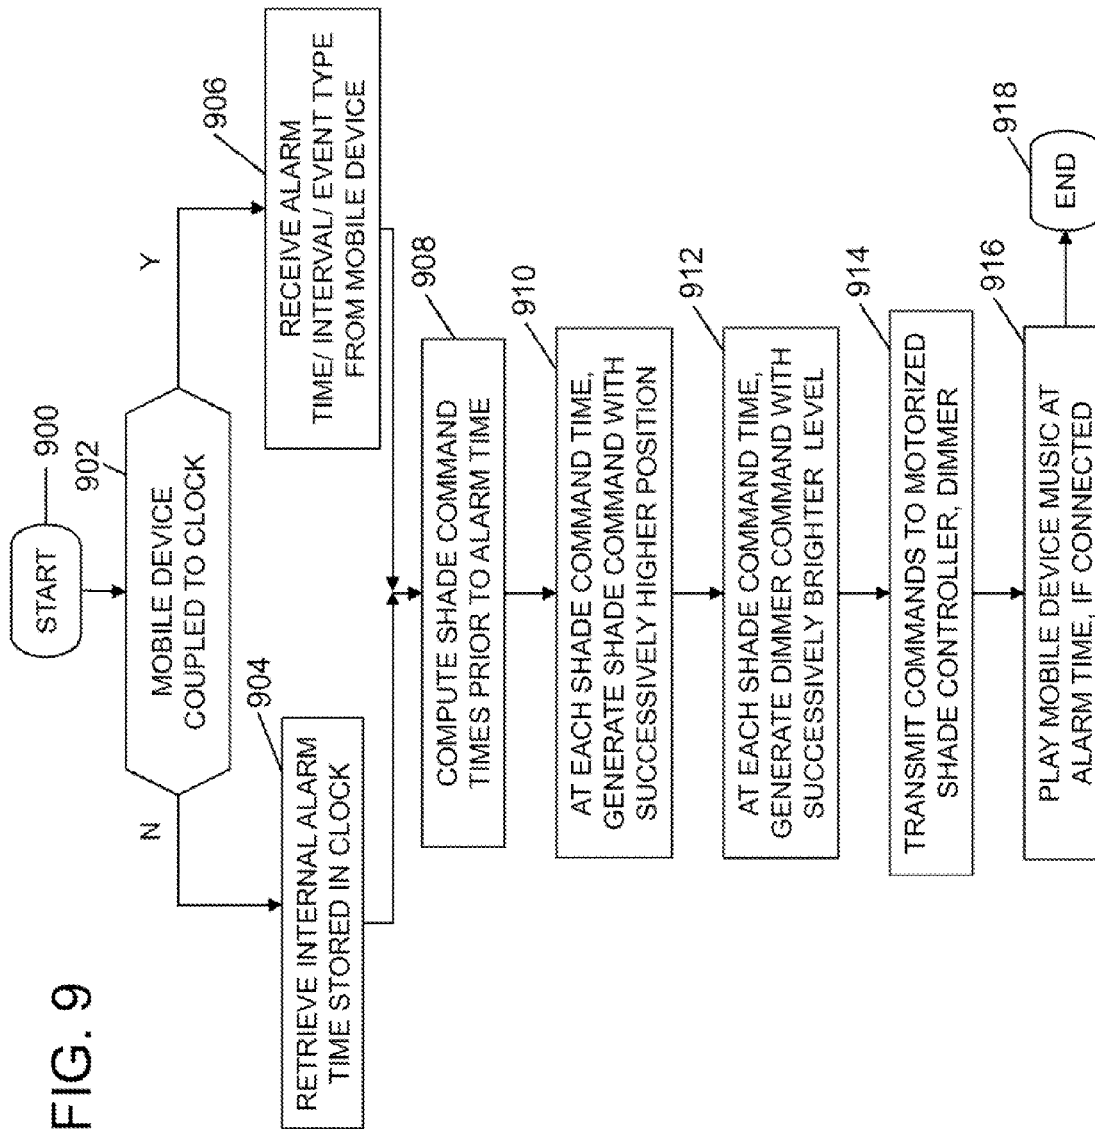 FIG. 9
START
900
902
MOBILE DEVICE
COUPLED TO CLOCK
N
Y
904
RETRIEVE INTERNAL ALARM
TIME STORED IN CLOCK
906
RECEIVE ALARM
TIME/ INTERVAL/ EVENT TYPE
FROM MOBILE DEVICE
908
COMPUTE SHADE COMMAND
TIMES PRIOR TO ALARM TIME
910
AT EACH SHADE COMMAND TIME,
GENERATE SHADE COMMAND WITH
SUCCESSIVELY HIGHER POSITION
912
AT EACH SHADE COMMAND TIME,
GENERATE DIMMER COMMAND WITH
SUCCESSIVELY BRIGHTER LEVEL
914
TRANSMIT COMMANDS TO MOTORIZED
SHADE CONTROLLER, DIMMER
916
PLAY MOBILE DEVICE MUSIC AT
ALARM TIME, IF CONNECTED
918
END